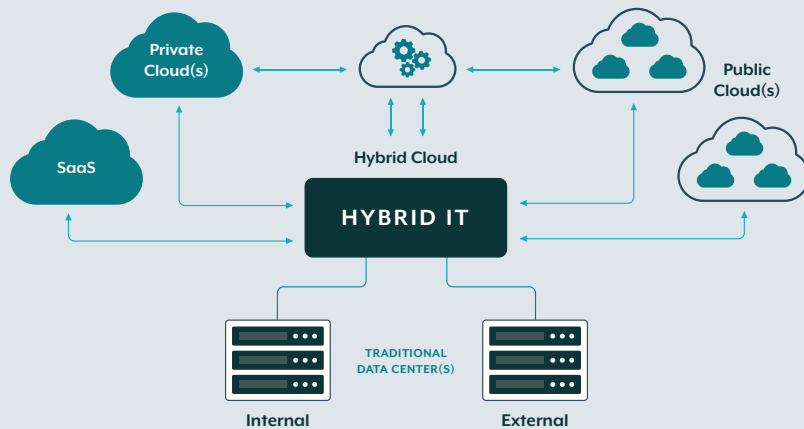 Private
Cloud(s)
Public
Cloud(s)
SaaS
Hybrid Cloud
HYBRID IT
TRADITIONAL
DATA CENTER(S)
Internal
External